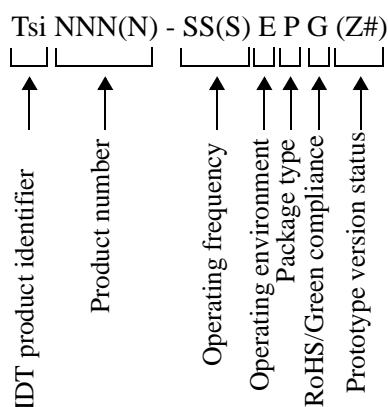 Tsi NNN(N) - SS(S) E P G (Z#)
IDT product identifier
Product number
Operating frequency
Operating environment
Package type
RoHS/Green compliance
Prototype version status